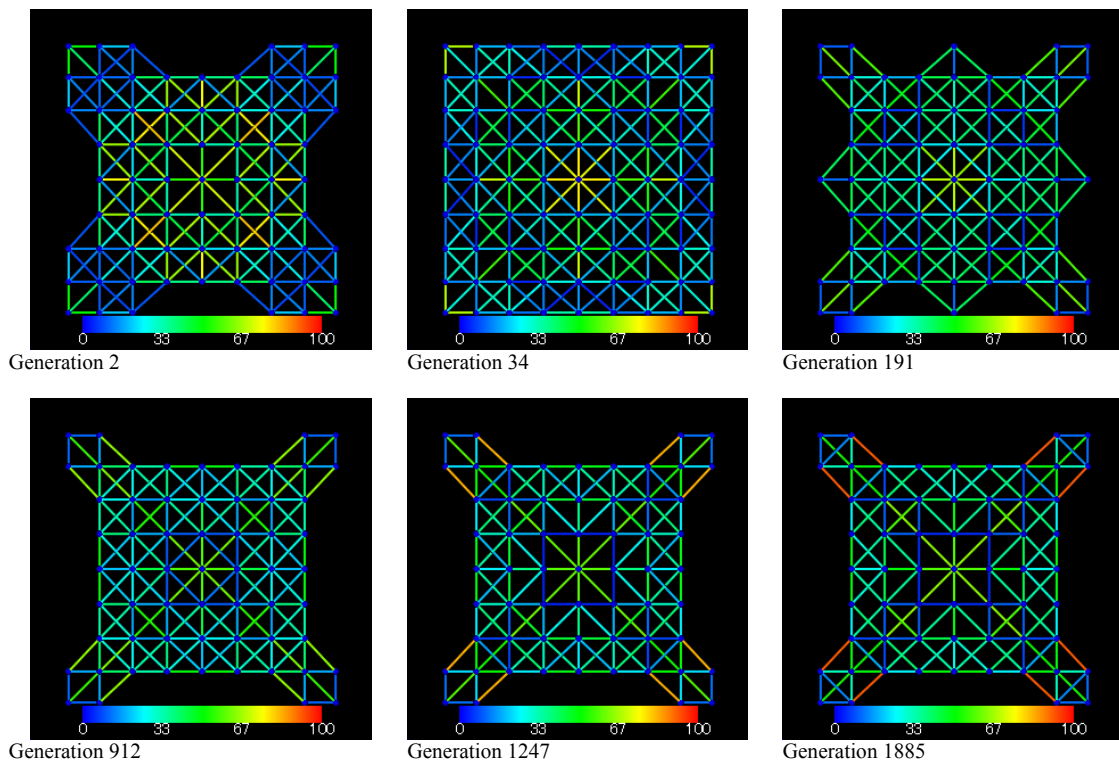 0 33 67 100
0 33 67 100
0 33 67 100
Generation 2
Generation 34
Generation 191
0 33 67 100
0 33 67 100
0 33 67 100
Generation 912
Generation 1247
Generation 1885